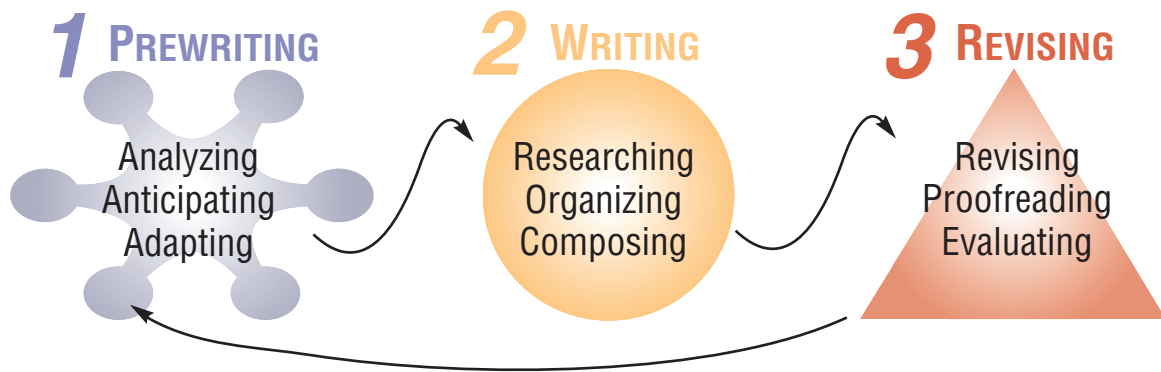 1 PREWRITING
Analyzing
Anticipating
Adapting
2 WRITING
Researching
Organizing
Composing
3 REVISING
Revising
Proofreading
Evaluating